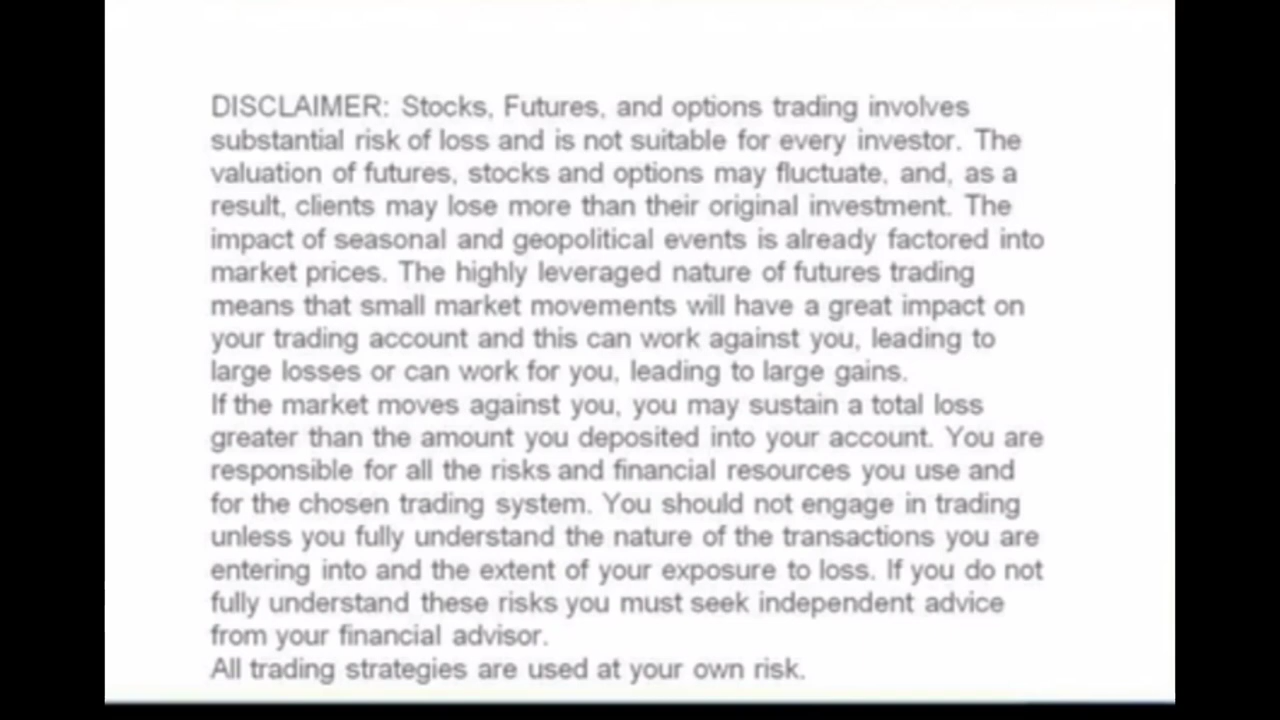 DISCLAIMER: Stocks, Futures, and options trading involves
substantial risk of loss and is not suitable for every investor. The
valuation of futures, stocks and options may fluctuate, and, as a
result, clients may lose more than their original investment. The
impact of seasonal and geopolitical events is already factored into
market prices. The highly leveraged nature of futures trading
means that small market movements will have a great impact on
your trading account and this can work against you, leading to
large losses or can work for you, leading to large gains.
If the market moves against you, you may sustain a total loss
greater than the amount you deposited into your account. You are
responsible for all the risks and financial resources you use and
for the chosen trading system. You should not engage in trading
unless you fully understand the nature of the transactions you are
entering into and the extent of your exposure to loss. If you do not
fully understand these risks you must seek independent advice
from your financial advisor.
All trading strategies are used at your own risk.